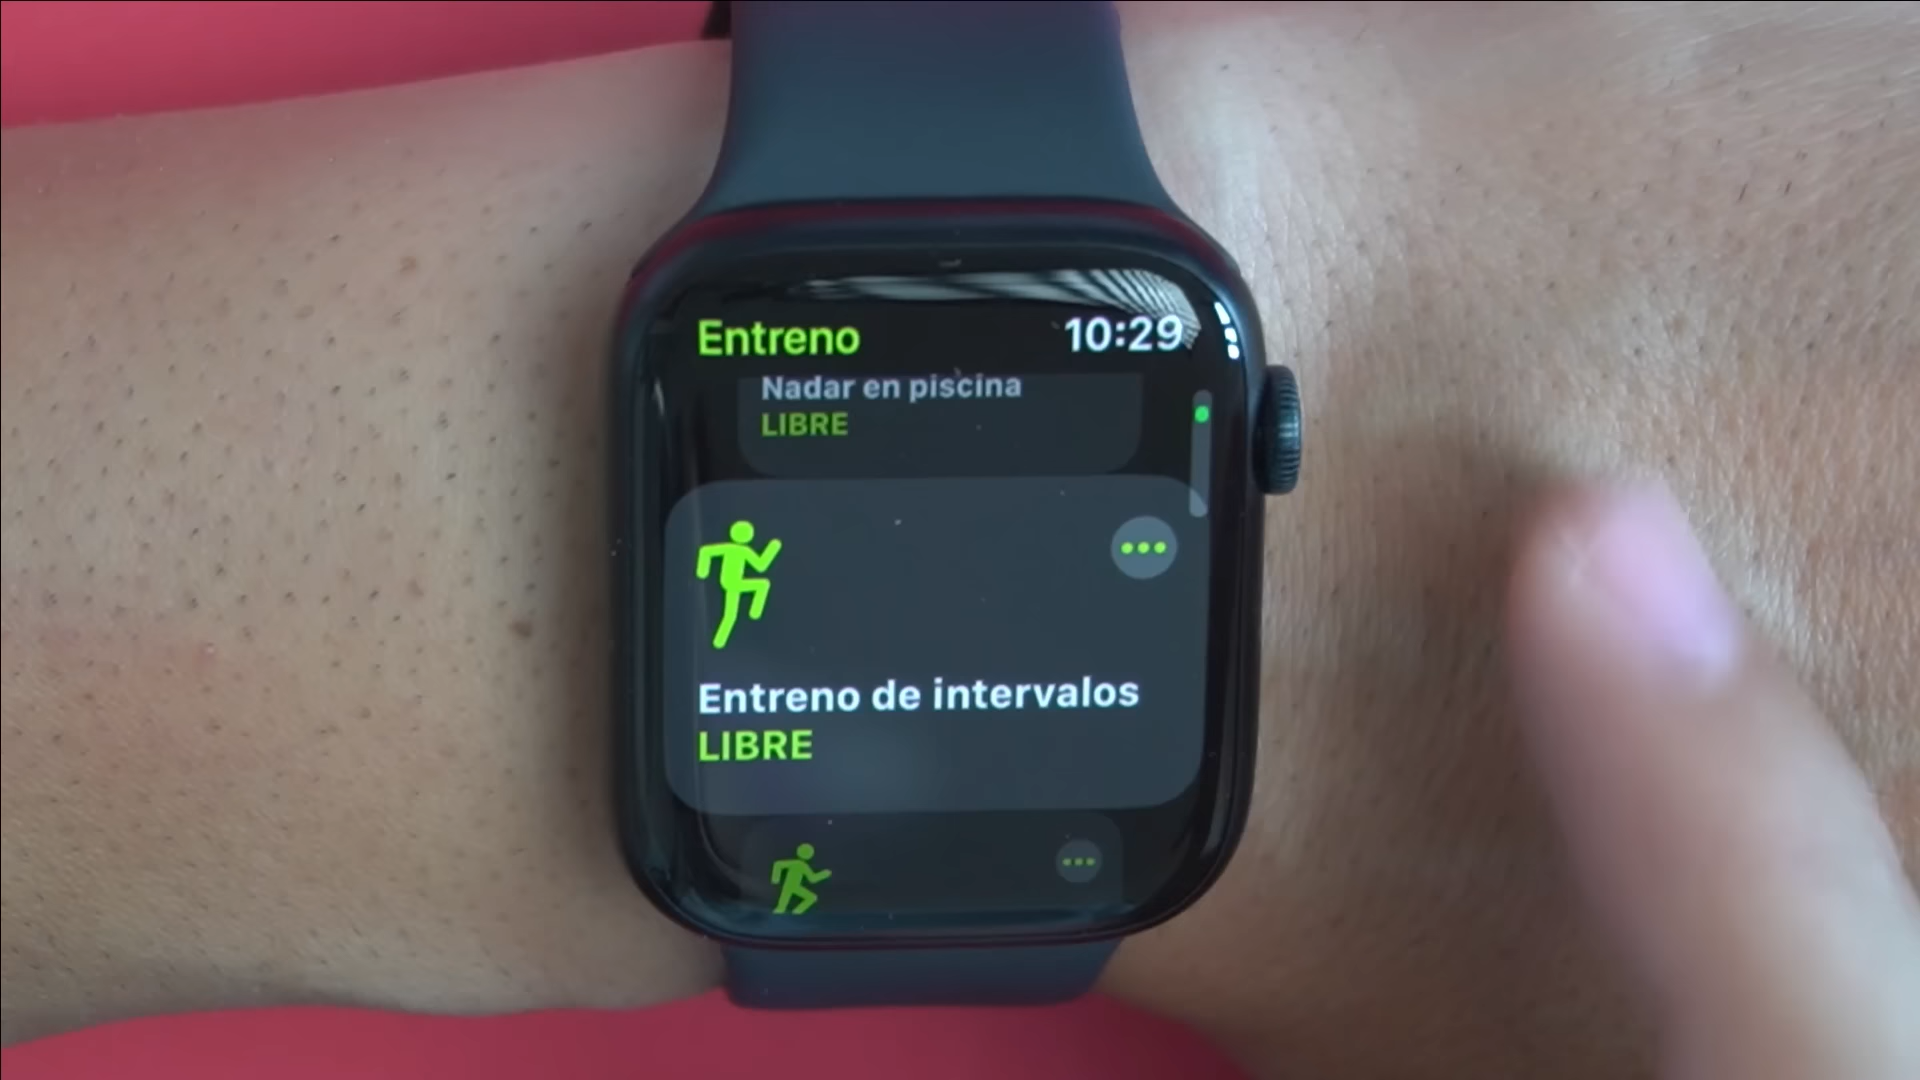 Entreno
10:29
Nadar en piscina
LIBRE
Entreno de intervalos
LIBRE